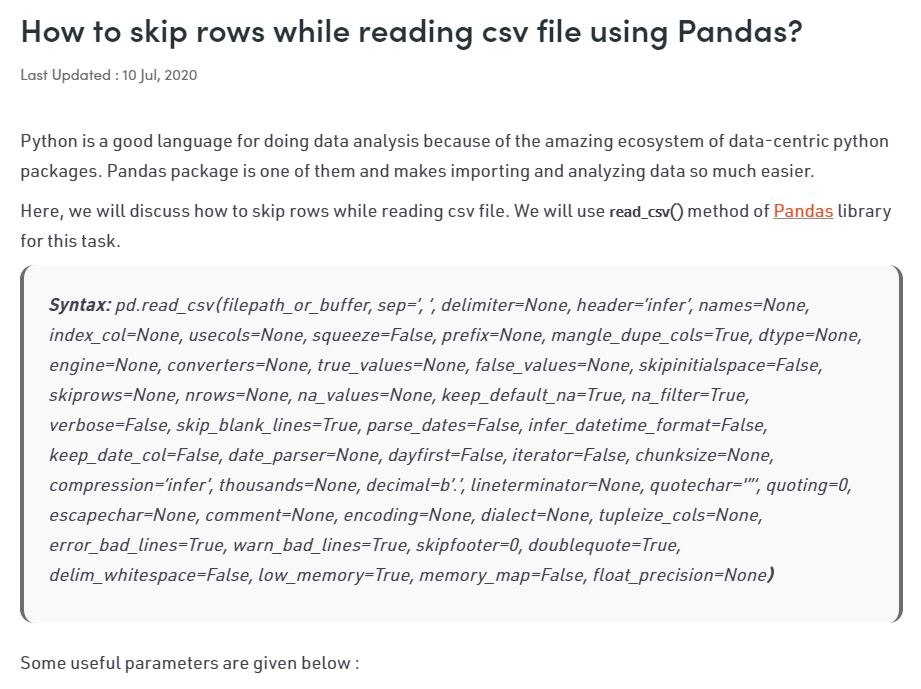 How to skip rows while reading csv file using Pandas?
Last Updated : 10 Jul, 2020
Python is a good language for doing data analysis because of the amazing ecosystem of data-centric python
packages. Pandas package is one of them and makes importing and analyzing data so much easier.
Here, we will discuss how to skip rows while reading csv file. We will use read_csv() method of Pandas library
for this task.
Syntax: pd.read_csv(filepath_or_buffer, sep=’, ‘, delimiter=None, header=’infer’, names=None,
index_col=None, usecols=None, squeeze=False, prefix=None, mangle_dupe_cols=True, dtype=None,
engine=None, converters=None, true_values=None, false_values=None, skipinitialspace=False,
skiprows=None, nrows=None, na_values=None, keep_default_na=True, na_filter=True,
verbose=False, skip_blank_lines=True, parse_dates=False, infer_datetime_format=False,
keep_date_col=False, date_parser=None, dayfirst=False, iterator=False, chunksize=None,
compression=’infer’, thousands=None, decimal=b’.’, lineterminator=None, quotechar=’”‘, quoting=0,
escapechar=None, comment=None, encoding=None, dialect=None, tupleize_cols=None,
error_bad_lines=True, warn_bad_lines=True, skipfooter=0, doublequote=True,
delim_whitespace=False, low_memory=True, memory_map=False, float_precision=None)
Some useful parameters are given below :